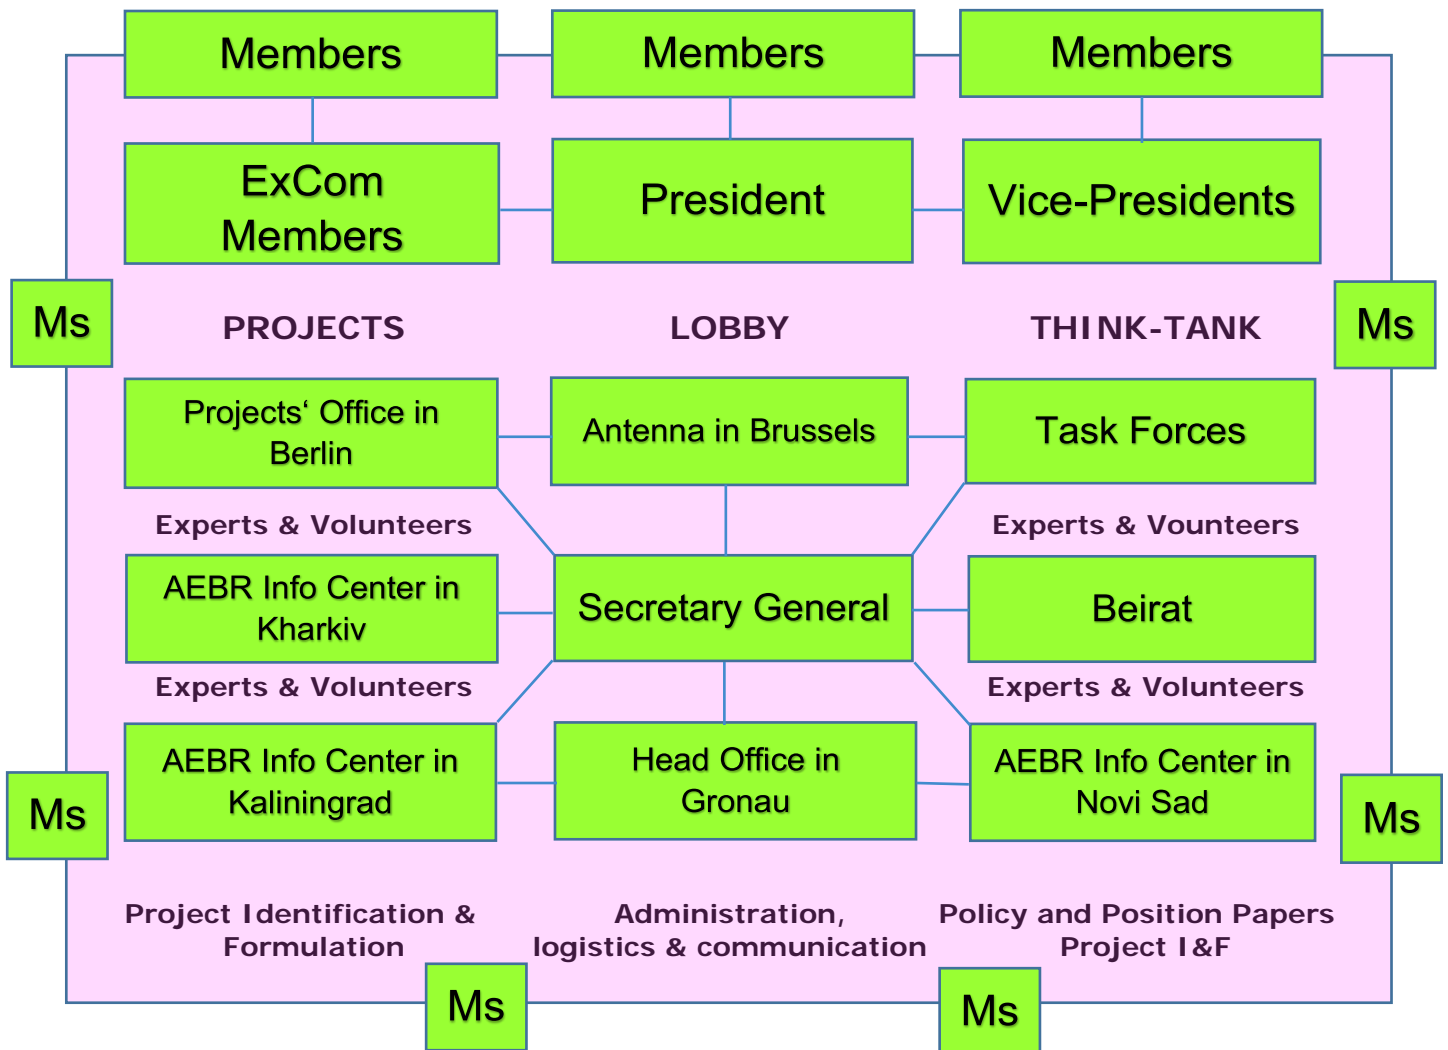 Members
Members
Members
ExCom
Members
President
Vice-Presidents
Ms
Ms
PROJECTS
LOBBY
THINK-TANK
Projects‘ Office in
Berlin
Antenna in Brussels
Task Forces
Experts & Volunteers
Experts & Vounteers
AEBR Info Center in
Kharkiv
Secretary General
Beirat
Experts & Volunteers
Experts & Volunteers
AEBR Info Center in
Kaliningrad
Head Office in
Gronau
AEBR Info Center in
Novi Sad
Ms
Ms
Project Identification &
Formulation
Administration,
logistics & communication
Policy and Position Papers
Project I&F
Ms
Ms